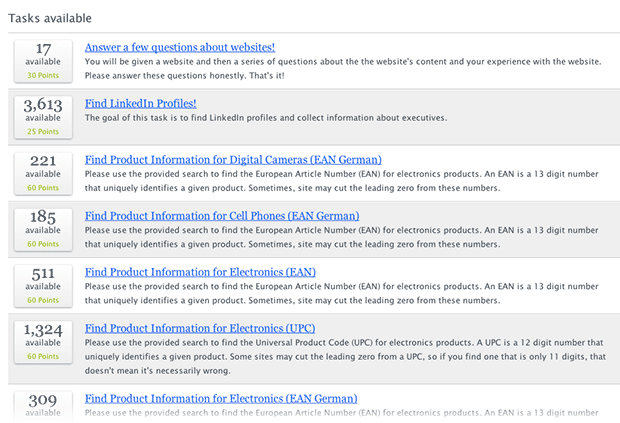 Tasks available
17
available
30 Points
Answer a few questions about websites!
You will be given a website and then a series of questions about the the website's content and your experience with the website.
Please answer these questions honestly. That's it!
3,613
available
25 Points
Find LinkedIn Profiles!
The goal of this task is to find LinkedIn profiles and collect information about executives.
221
available
60 Points
Find Product Information for Digital Cameras (EAN German)
Please use the provided search to find the European Article Number (EAN) for electronics products. An EAN is a 13 digit number
that uniquely identifies a given product. Sometimes, site may cut the leading zero from these numbers.
185
available
60 Points
Find Product Information for Cell Phones (EAN German)
Please use the provided search to find the European Article Number (EAN) for electronics products. An EAN is a 13 digit number
that uniquely identifies a given product. Sometimes, site may cut the leading zero from these numbers.
511
available
60 Points
Find Product Information for Electronics (EAN)
Please use the provided search to find the European Article Number (EAN) for electronics products. An EAN is a 13 digit number
that uniquely identifies a given product. Sometimes, site may cut the leading zero from these numbers.
1,324
available
60 Points
Find Product Information for Electronics (UPC)
Please use the provided search to find the Universal Product Code (UPC) for electronics products. A UPC is a 12 digit number that
uniquely identifies a given product. Some sites may cut the leading zero from a UPC, so if you find one that is only 11 digits, that
doesn't mean it's necessarily wrong.
309
available
Find Product Information for Electronics (EAN German)
Please use the provided search to find the European Article Number (EAN) for electronics products. An EAN is a 13 digit number